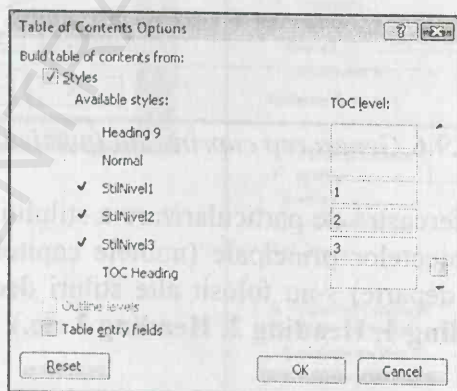 Table of Contents Options
?
Build table of contents from:
Styles
Available styles: TOC level:
Heading 9
Normal
StilNivel1 1
StilNivel2 2
StilNivel3 3
TOC Heading
Outline levels
Table entry fields
Reset OK Cancel